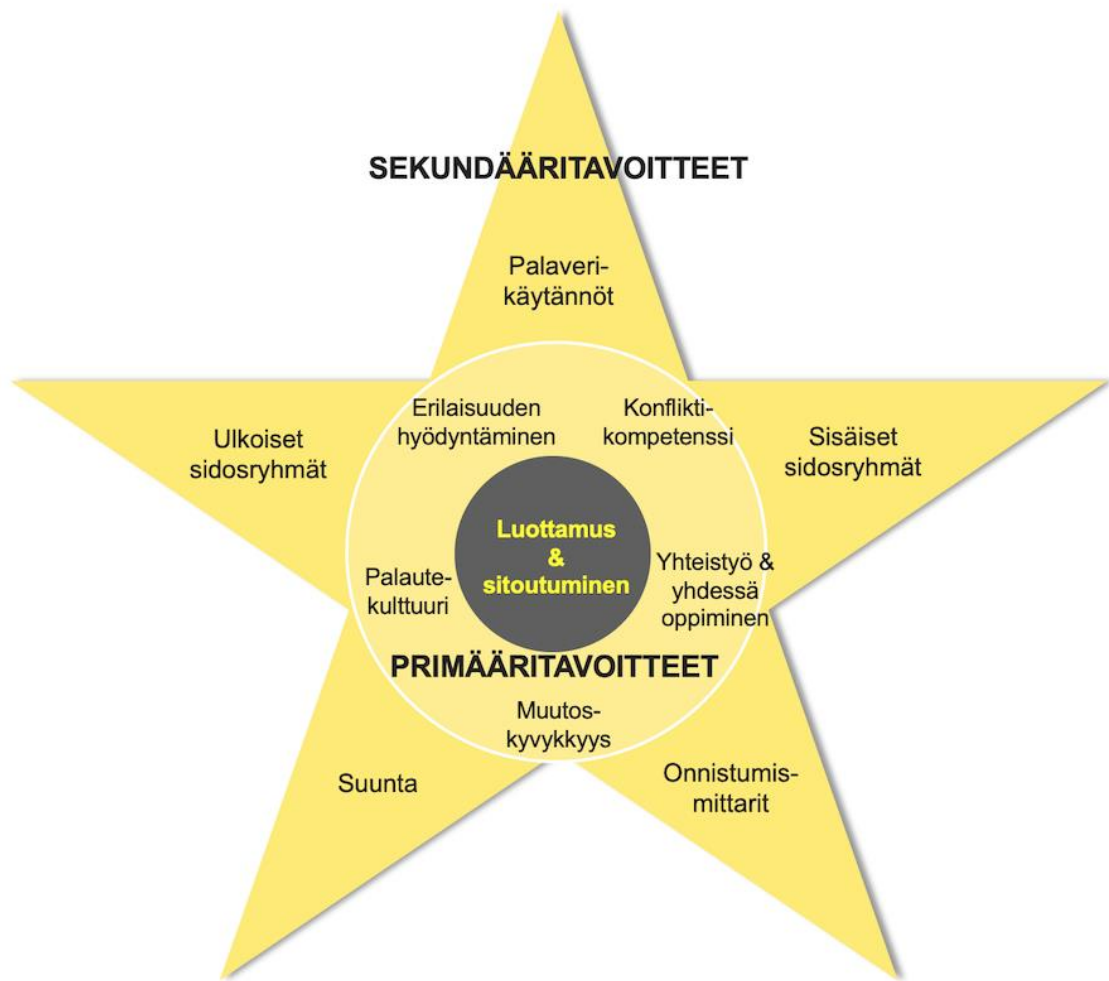 SEKUNDÄÄRITAVOITTEET
Palaveri-
käytännöt
Erilaisuuden
hyödyntäminen
Konflikti-
kompetenssi
Ulkoiset
sidosryhmät
Sisäiset
sidosryhmät
Luottamus
&
sitoutuminen
Palaute-
kulttuuri
Yhteistyö &
yhdessä
oppiminen
PRIMÄÄRITAVOITTEET
Muutos-
kyvykkyys
Suunta
Onnistumis-
mittarit